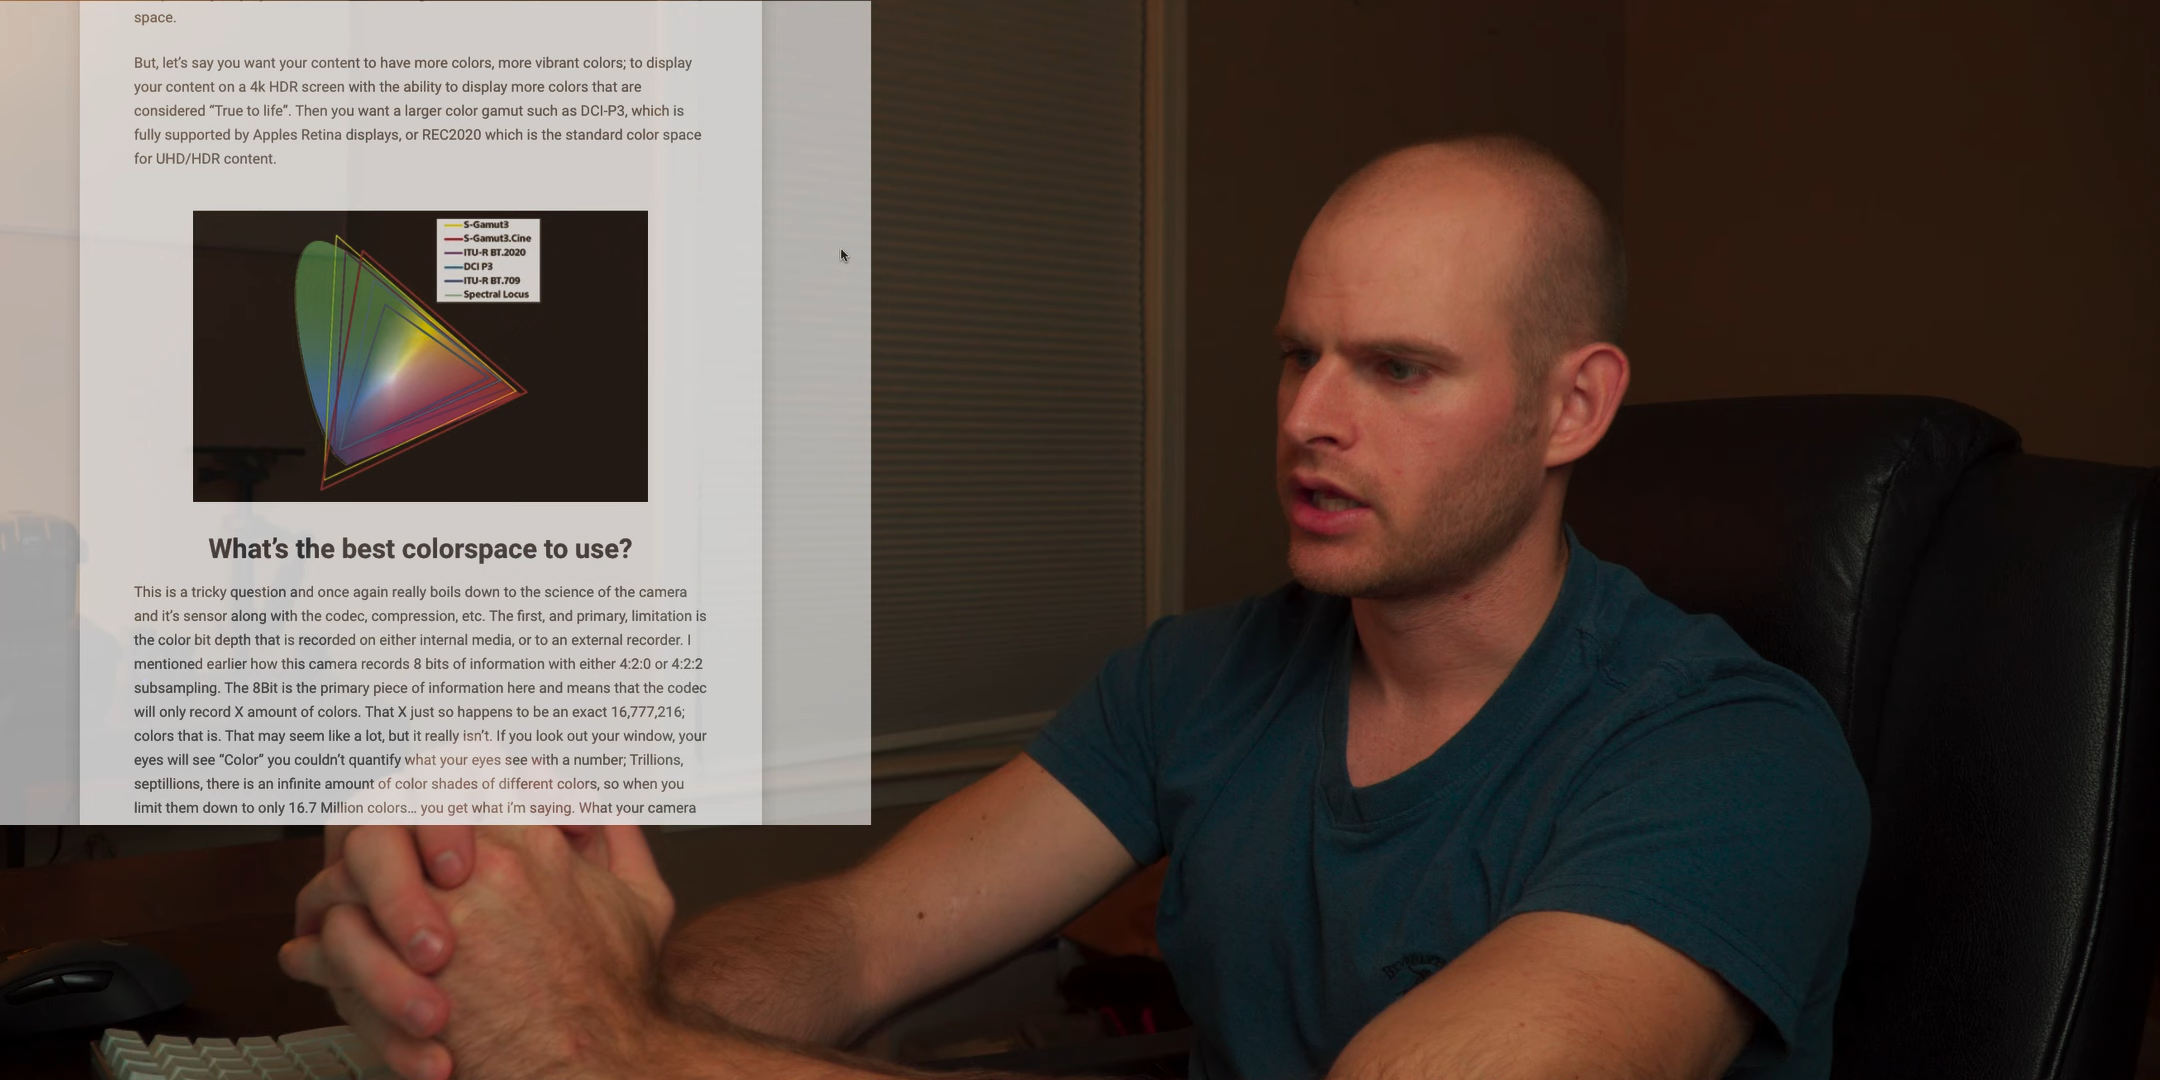 space.
But, let’s say you want your content to have more colors, more vibrant colors; to display
your content on a 4k HDR screen with the ability to display more colors that are
considered “True to life”. Then you want a larger color gamut such as DCI-P3, which is
fully supported by Apples Retina displays, or REC2020 which is the standard color space
for UHD/HDR content.
S-Gamut3
S-Gamut3.Cine
ITU-R BT.2020
DCI P3
ITU-R BT.709
Spectral Locus
What’s the best colorspace to use?
This is a tricky question and once again really boils down to the science of the camera
and it’s sensor along with the codec, compression, etc. The first, and primary, limitation is
the color bit depth that is recorded on either internal media, or to an external recorder. I
mentioned earlier how this camera records 8 bits of information with either 4:2:0 or 4:2:2
subsampling. The 8Bit is the primary piece of information here and means that the codec
will only record X amount of colors. That X just so happens to be an exact 16,777,216;
colors that is. That may seem like a lot, but it really isn’t. If you look out your window, your
eyes will see “Color” you couldn’t quantify what your eyes see with a number; Trillions,
septillions, there is an infinite amount of color shades of different colors, so when you
limit them down to only 16.7 Million colors... you get what i’m saying. What your camera